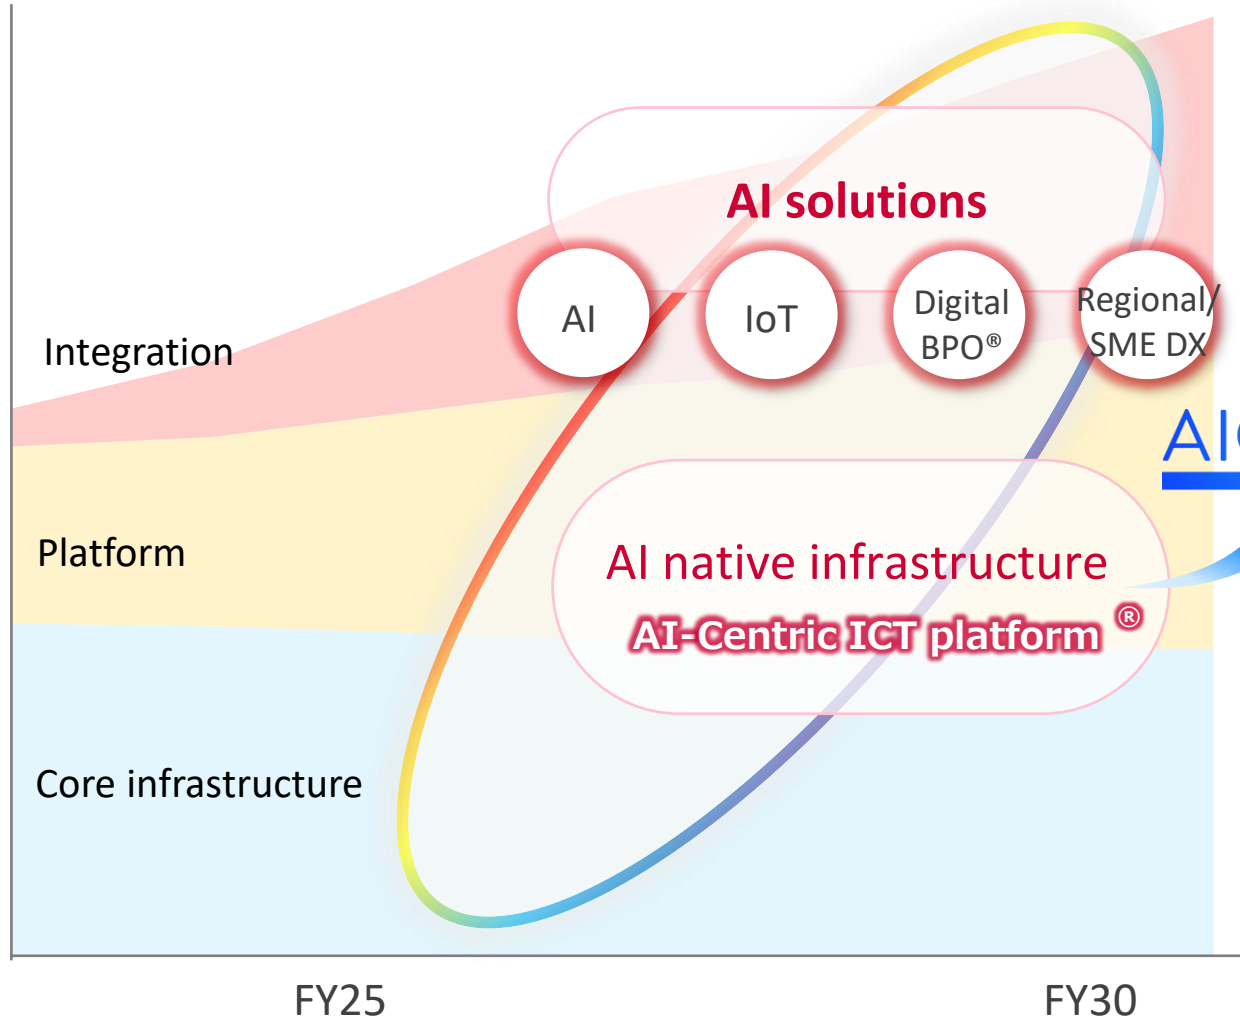 AI solutions
AI
IoT
Digital
BPO®
Regional/
SME DX
Integration
Platform
AI native infrastructure
AI-Centric ICT platform ®
Core infrastructure
FY25
FY30